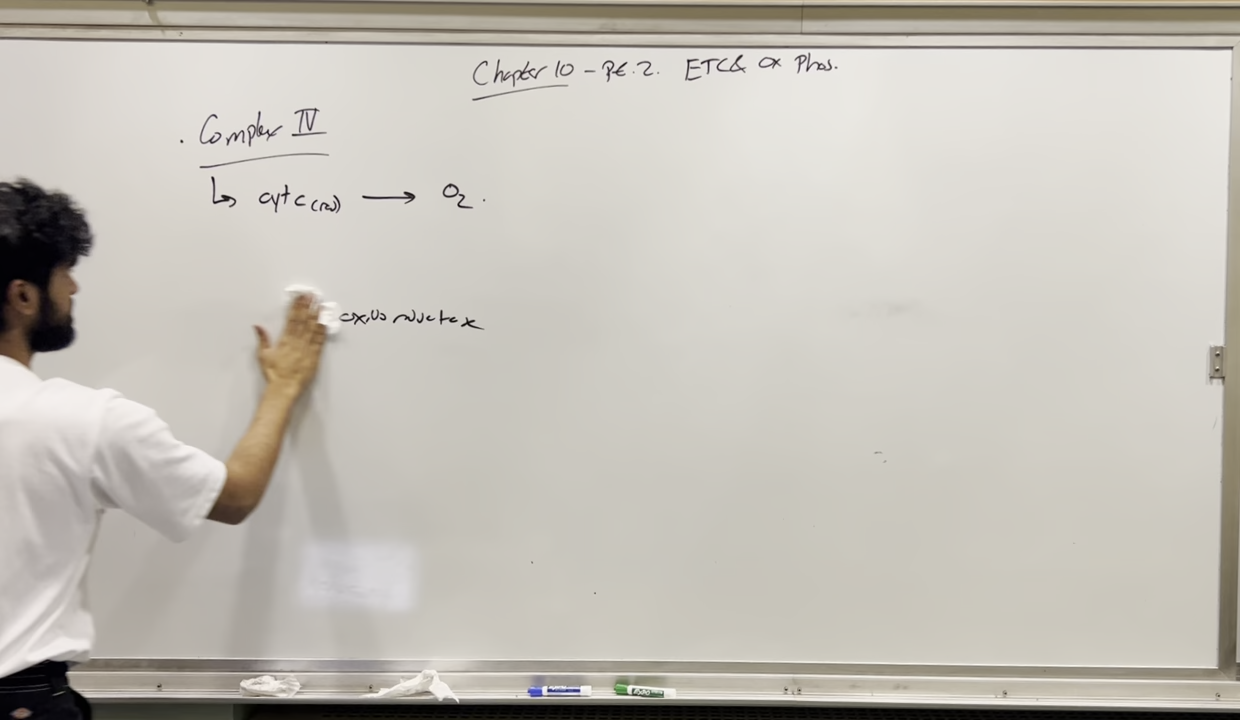 Chapter 10 - Pt. 2. ETC & Ox Phos.
. Complex IV
↳ cyt c (red) → O2.